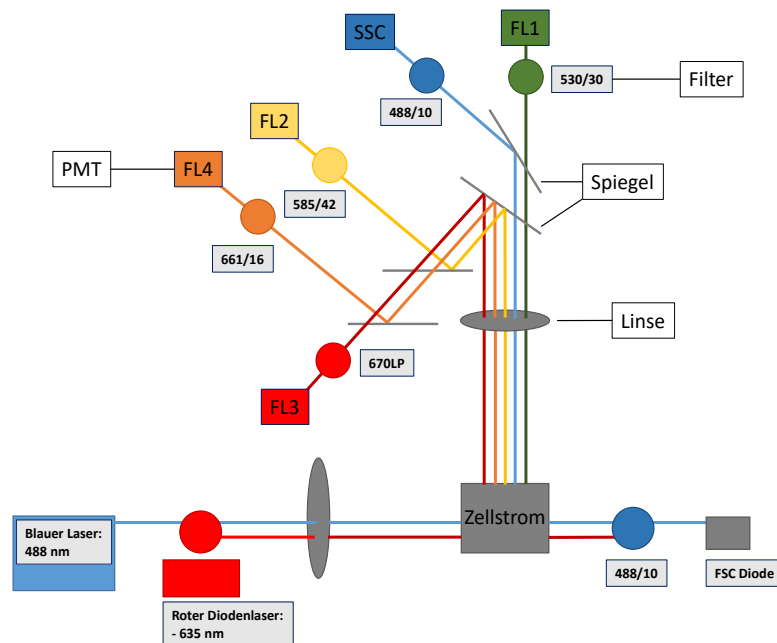 SSC
FL1
530/30
Filter
488/10
FL2
PMT
FL4
585/42
Spiegel
661/16
Linse
670LP
FL3
Zellstrom
Blauer Laser:
488 nm
488/10
FSC Diode
Roter Diodenlaser:
- 635 nm